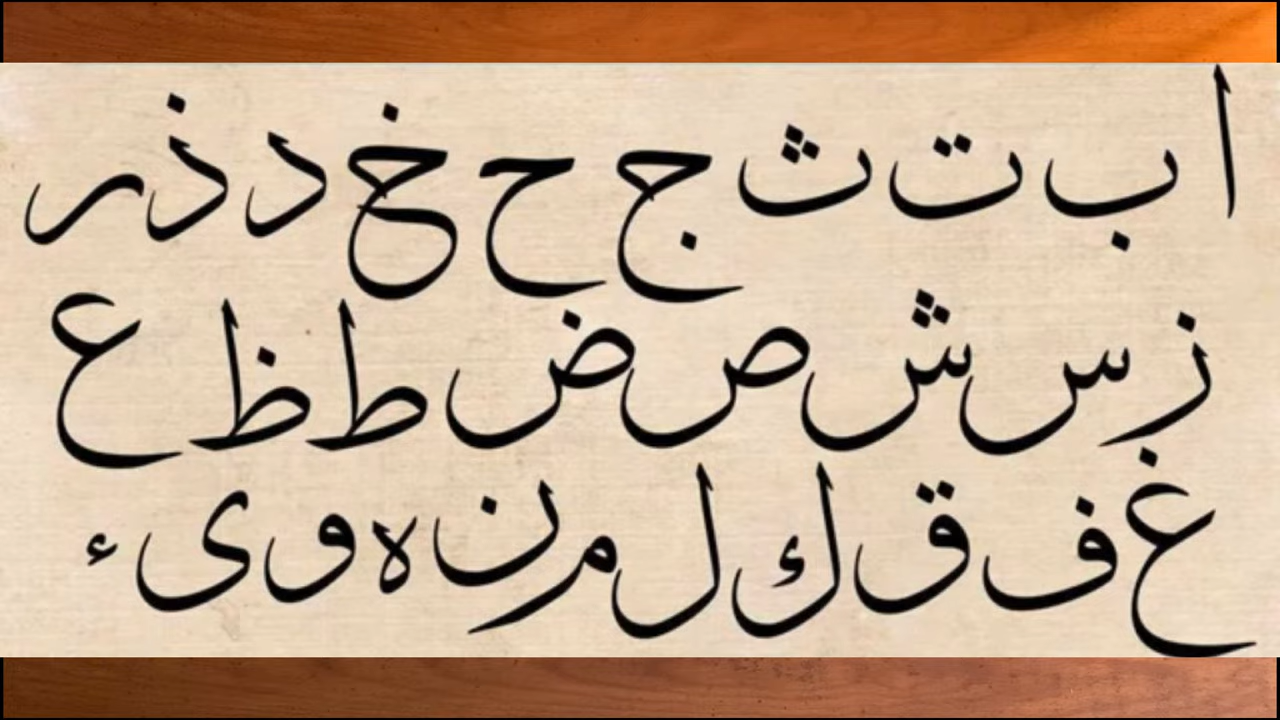 ا ب ت ث ج ح خ د ذ ر
ز س ش ص ض ط ظ ع
غ ف ق ك ل م ن ه و ى ء